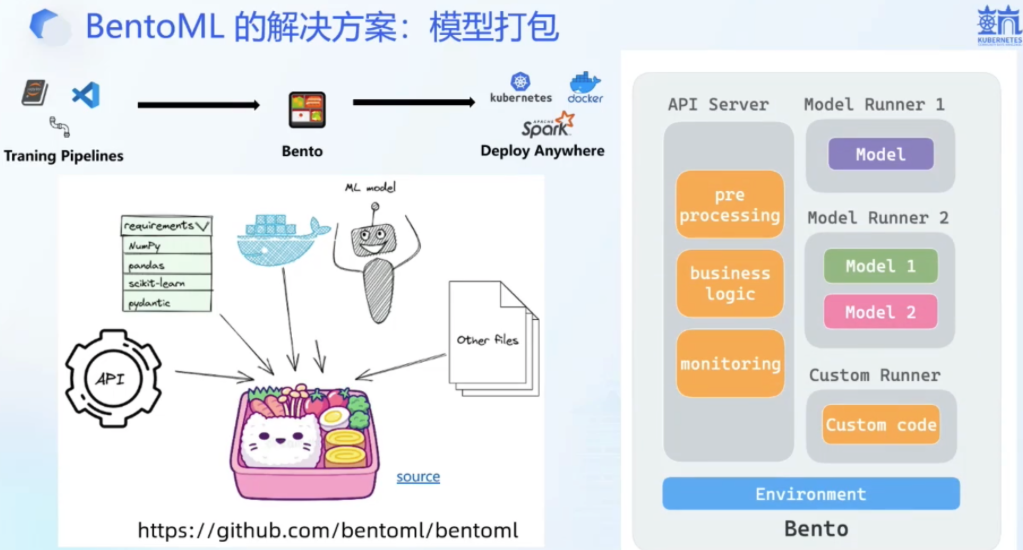 BentoML 的解决方案：模型打包
KUBERNETES
Traning Pipelines
Bento
kubernetes
docker
APACHE
Spark
Deploy Anywhere
ML model
requirements
NumPy
pandas
scikit-learn
pydantic
API
Other files
source
https://github.com/bentoml/bentoml
API Server
pre
processing
business
logic
monitoring
Model Runner 1
Model
Model Runner 2
Model 1
Model 2
Custom Runner
Custom code
Environment
Bento